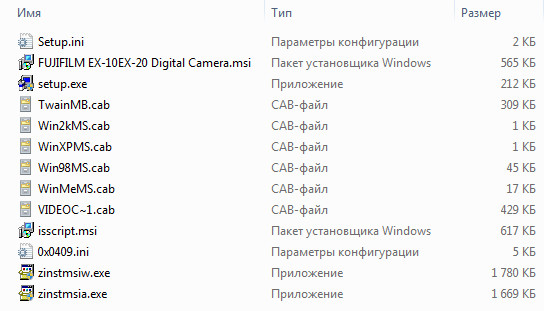 Имя Тип Размер
Setup.ini Параметры конфигурации 2 КБ
FUJIFILM EX-10EX-20 Digital Camera.msi Пакет установщика Windows 565 КБ
setup.exe Приложение 212 КБ
TwainMB.cab CAB-файл 309 КБ
Win2kMS.cab CAB-файл 1 КБ
WinXPMS.cab CAB-файл 1 КБ
Win98MS.cab CAB-файл 45 КБ
WinMeMS.cab CAB-файл 17 КБ
VIDEOC~1.cab CAB-файл 429 КБ
isscript.msi Пакет установщика Windows 617 КБ
0x0409.ini Параметры конфигурации 5 КБ
zinstmsiw.exe Приложение 1 780 КБ
zinstmsia.exe Приложение 1 669 КБ